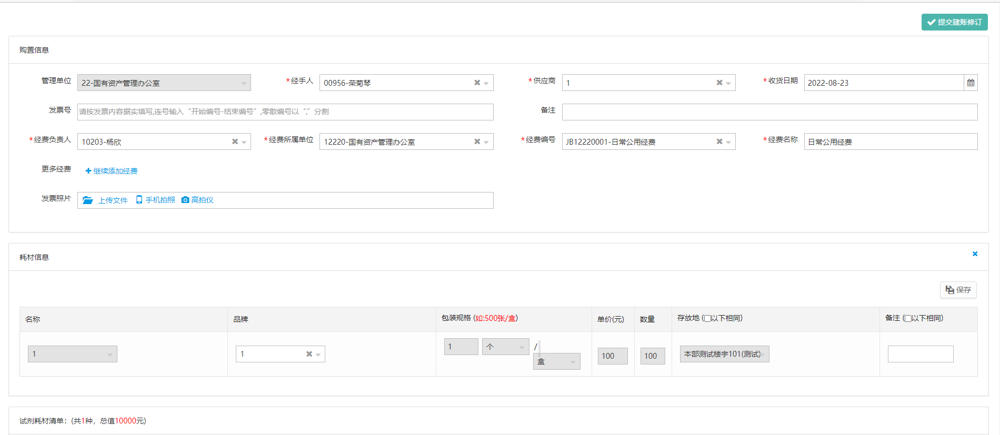 提交建账修订
购置信息
管理单位 22-国有资产管理办公室 *经手人 00956-荣菊琴 *供应商 1 *收货日期 2022-08-23
发票号 请按发票内容据实填写,连号输入“开始编号-结束编号”,零散编号以“,”分割 备注
*经费负责人 10203-杨欣 *经费所属单位 12220-国有资产管理办公室 *经费编号 JB12220001-日常公用经费 *经费名称 日常公用经费
更多经费 继续添加经费
发票照片 上传文件 手机拍照 高拍仪
耗材信息
保存
名称 品牌 包装规格 (如:500张/盒) 单价(元) 数量 存放地 (以下相同) 备注 (以下相同)
1 1 1 个 / 盒 100 100 本部测试楼宇101(测试)
试剂耗材清单：(共1种，总值10000元)